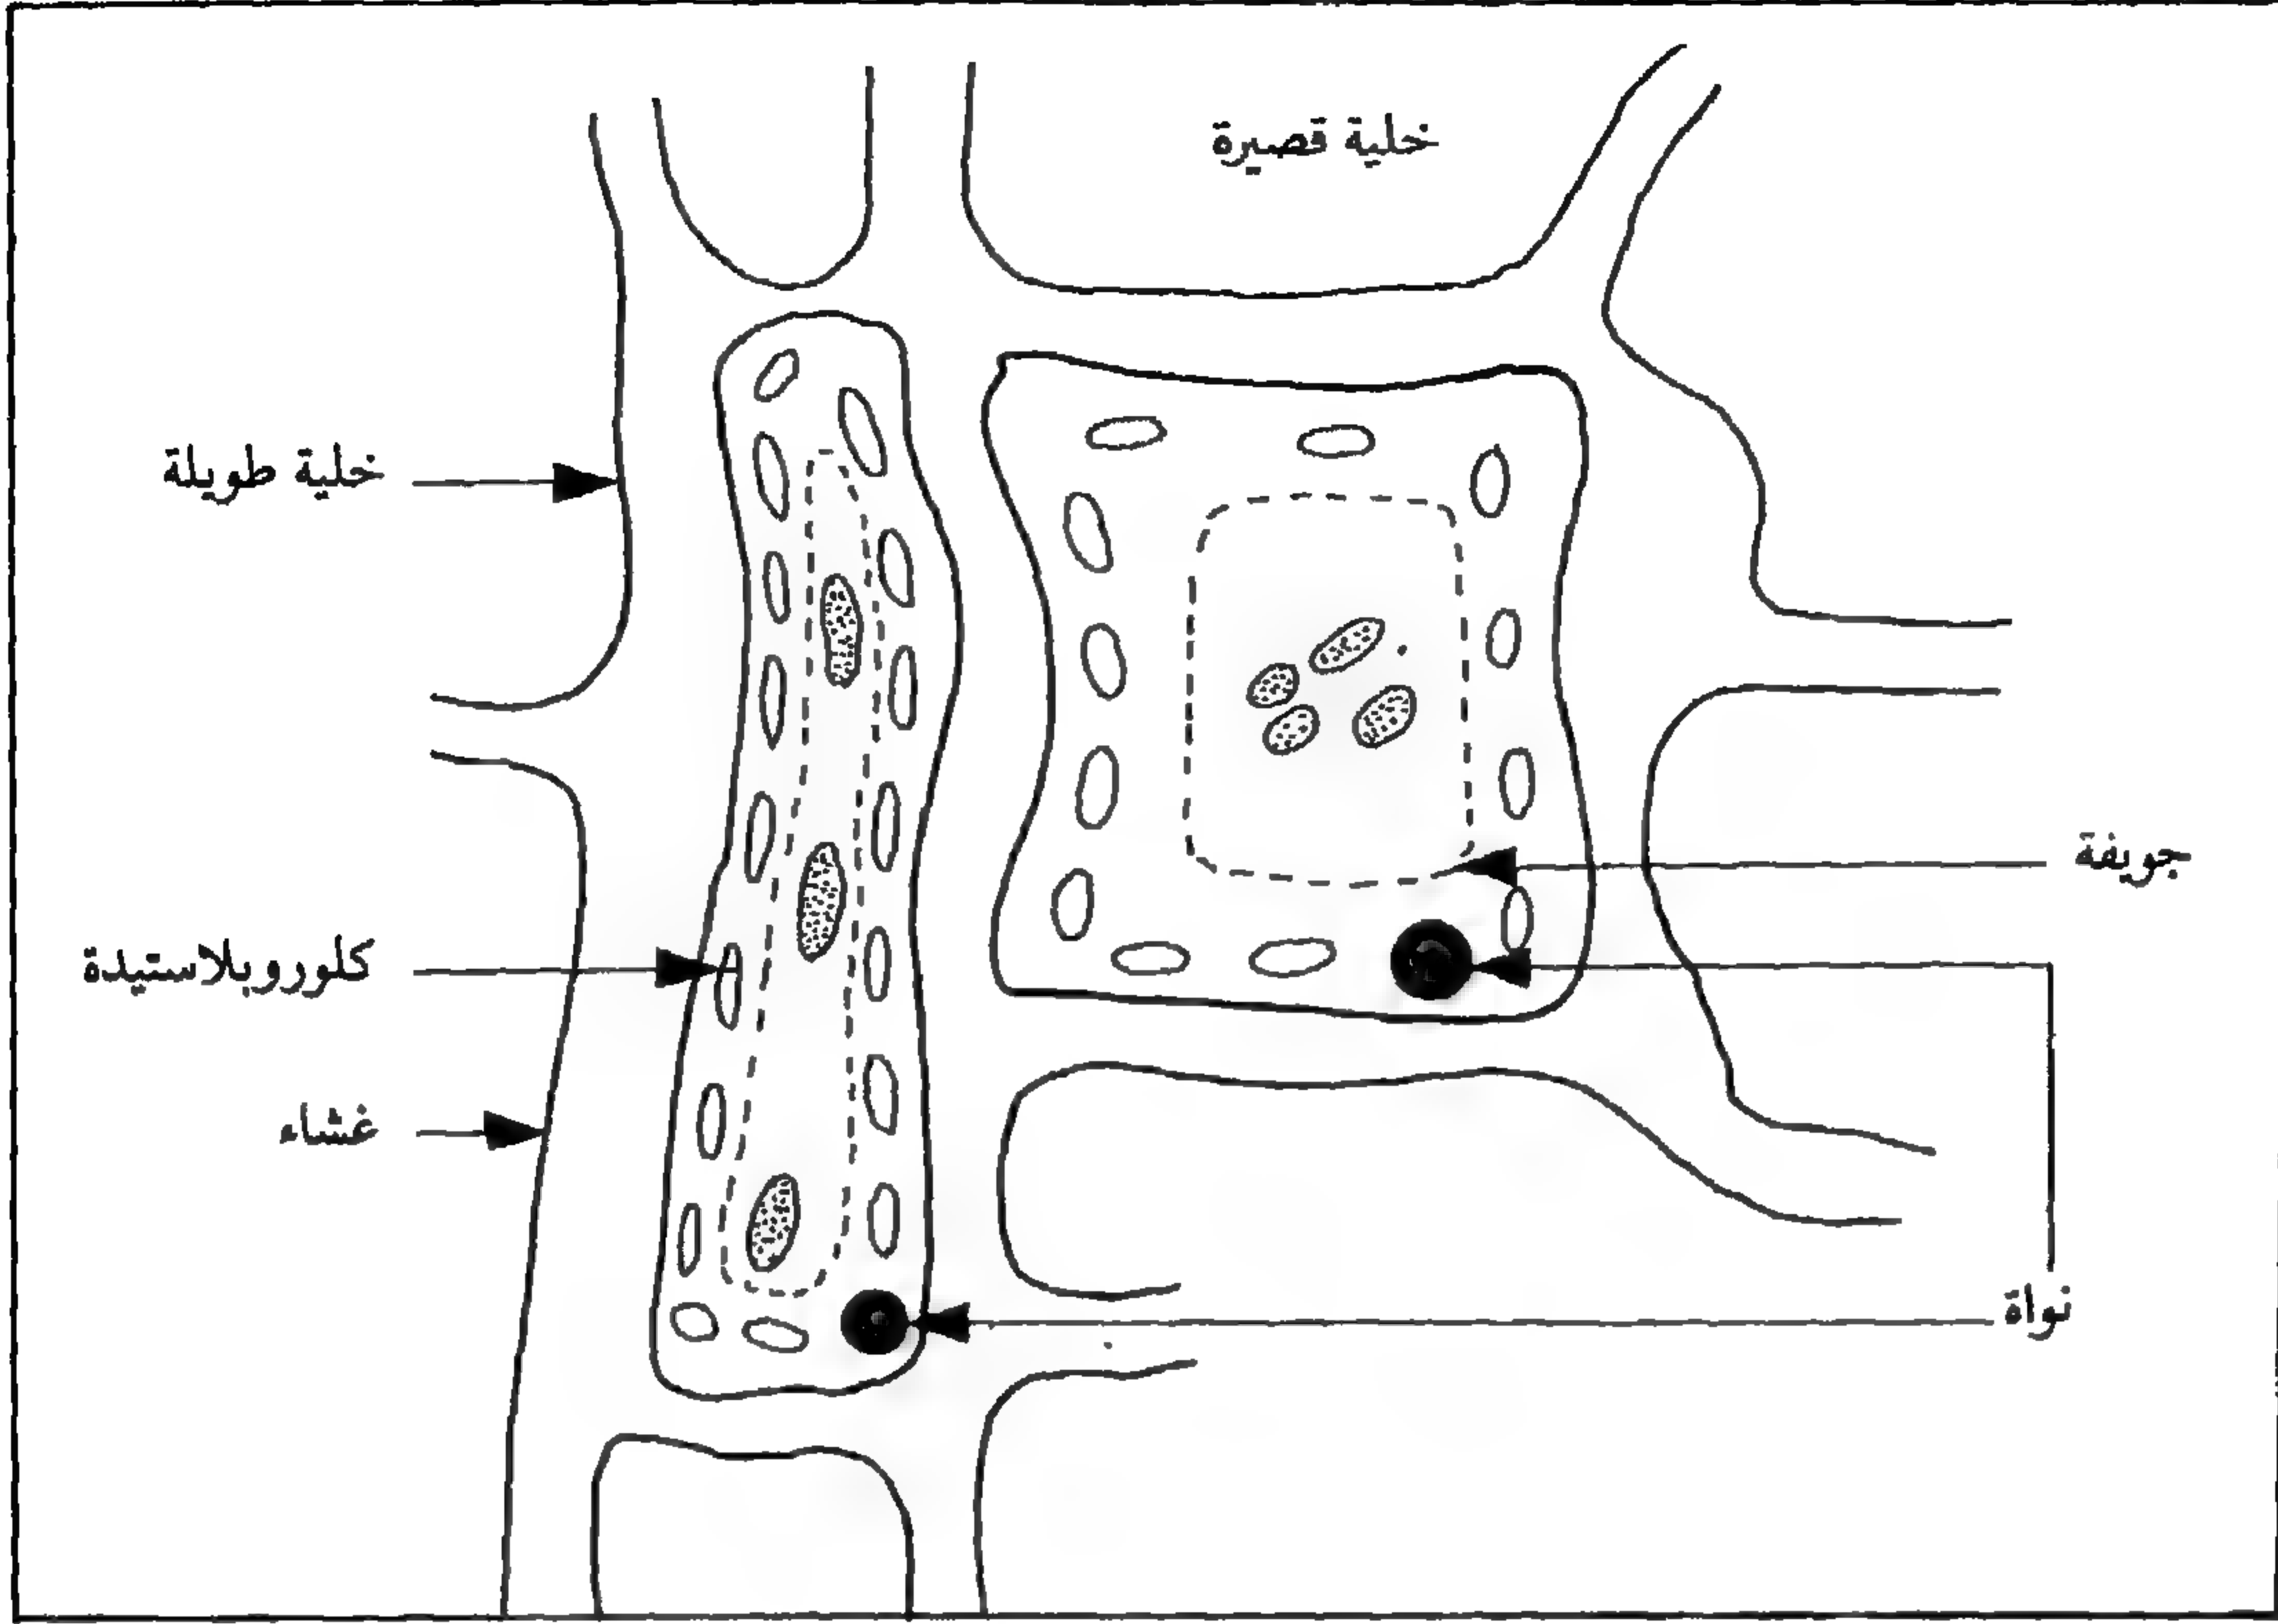 خلية قصيرة
خلية طويلة
جويفة
كلوروبلاستيدة
غشاء
نواة